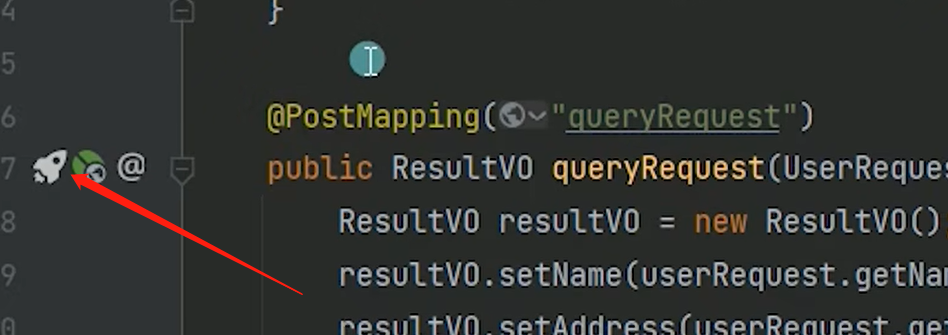 4 }
5
6 @PostMapping("queryRequest")
7 @ public ResultVO queryRequest(UserReques
8 ResultVO resultVO = new ResultVO()
9 resultVO.setName(userRequest.getNa
0 resultVO.setAddress(userRequest.ge